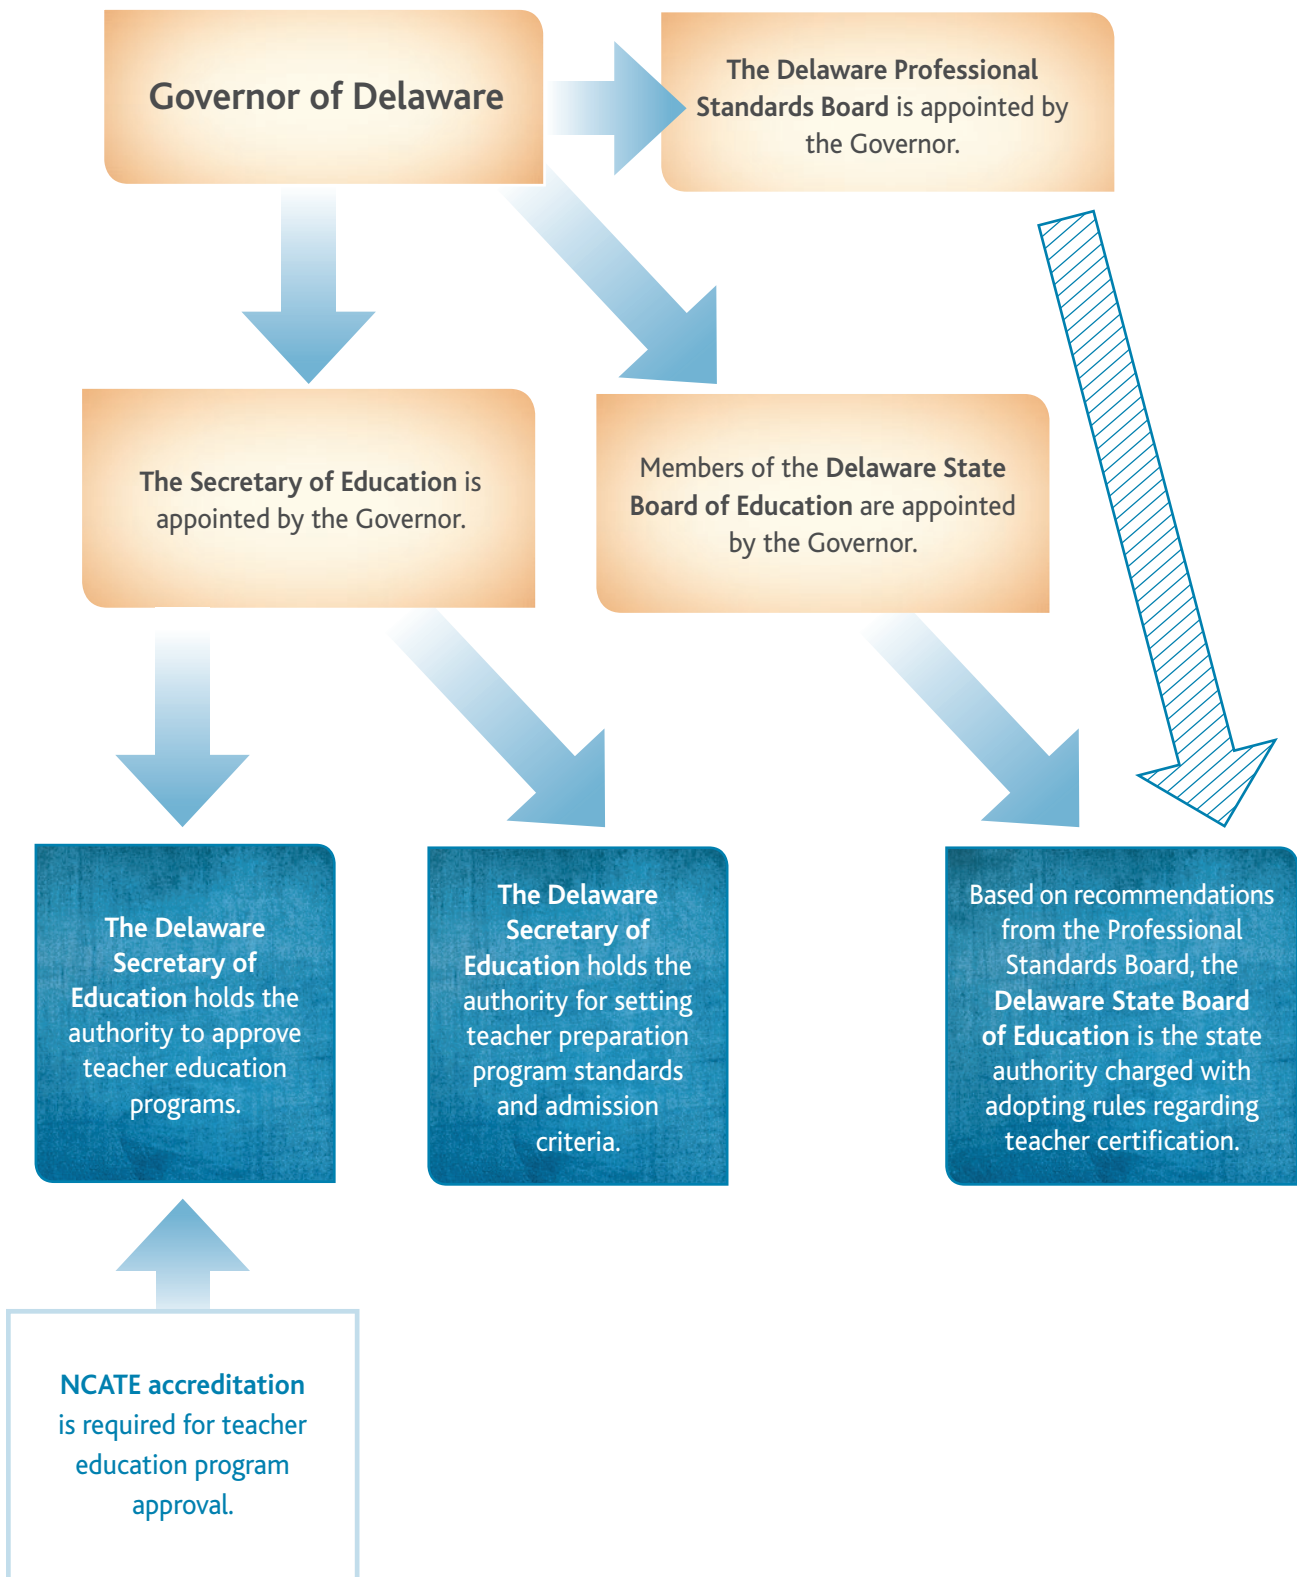 Governor of Delaware
The Delaware Professional
Standards Board is appointed by
the Governor.
The Secretary of Education is
appointed by the Governor.
Members of the Delaware State
Board of Education are appointed
by the Governor.
The Delaware
Secretary of
Education holds the
authority to approve
teacher education
programs.
The Delaware
Secretary of
Education holds the
authority for setting
teacher preparation
program standards
and admission
criteria.
Based on recommendations
from the Professional
Standards Board, the
Delaware State Board
of Education is the state
authority charged with
adopting rules regarding
teacher certification.
NCATE accreditation
is required for teacher
education program
approval.